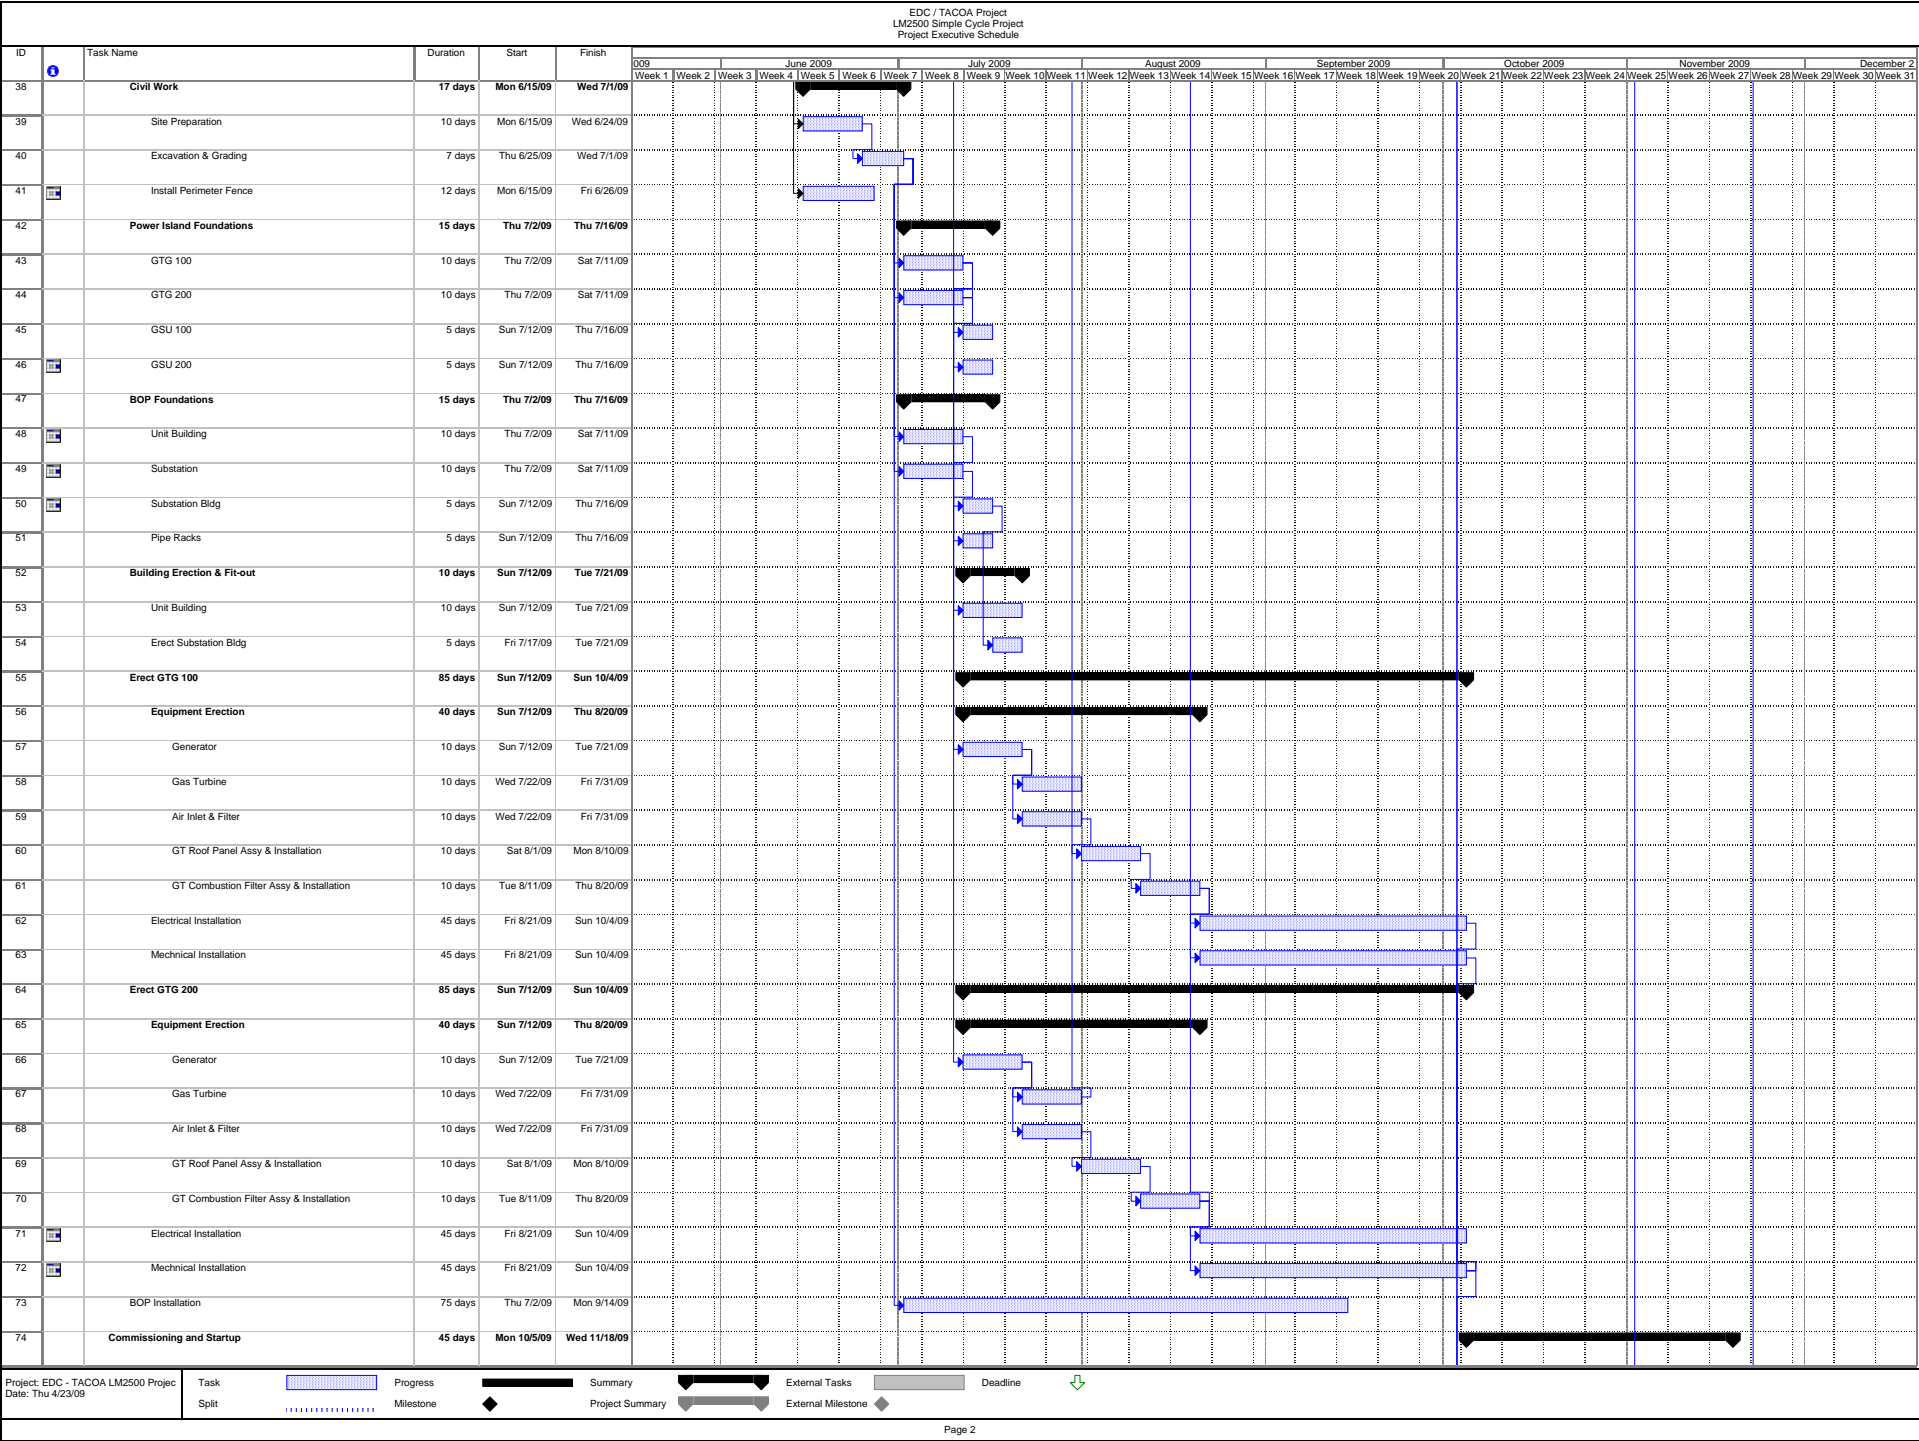 EDC / TACOA Project
LM2500 Simple Cycle Project
Project Executive Schedule
ID Task Name Duration Start Finish
009 June 2009 July 2009 August 2009 September 2009 October 2009 November 2009 December 2
Week 1 Week 2 Week 3 Week 4 Week 5 Week 6 Week 7 Week 8 Week 9 Week 10 Week 11 Week 12 Week 13 Week 14 Week 15 Week 16 Week 17 Week 18 Week 19 Week 20 Week 21 Week 22 Week 23 Week 24 Week 25 Week 26 Week 27 Week 28 Week 29 Week 30 Week 31
38 Civil Work 17 days Mon 6/15/09 Wed 7/1/09
39 Site Preparation 10 days Mon 6/15/09 Wed 6/24/09
40 Excavation & Grading 7 days Thu 6/25/09 Wed 7/1/09
41 Install Perimeter Fence 12 days Mon 6/15/09 Fri 6/26/09
42 Power Island Foundations 15 days Thu 7/2/09 Thu 7/16/09
43 GTG 100 10 days Thu 7/2/09 Sat 7/11/09
44 GTG 200 10 days Thu 7/2/09 Sat 7/11/09
45 GSU 100 5 days Sun 7/12/09 Thu 7/16/09
46 GSU 200 5 days Sun 7/12/09 Thu 7/16/09
47 BOP Foundations 15 days Thu 7/2/09 Thu 7/16/09
48 Unit Building 10 days Thu 7/2/09 Sat 7/11/09
49 Substation 10 days Thu 7/2/09 Sat 7/11/09
50 Substation Bldg 5 days Sun 7/12/09 Thu 7/16/09
51 Pipe Racks 5 days Sun 7/12/09 Thu 7/16/09
52 Building Erection & Fit-out 10 days Sun 7/12/09 Tue 7/21/09
53 Unit Building 10 days Sun 7/12/09 Tue 7/21/09
54 Erect Substation Bldg 5 days Fri 7/17/09 Tue 7/21/09
55 Erect GTG 100 85 days Sun 7/12/09 Sun 10/4/09
56 Equipment Erection 40 days Sun 7/12/09 Thu 8/20/09
57 Generator 10 days Sun 7/12/09 Tue 7/21/09
58 Gas Turbine 10 days Wed 7/22/09 Fri 7/31/09
59 Air Inlet & Filter 10 days Wed 7/22/09 Fri 7/31/09
60 GT Roof Panel Assy & Installation 10 days Sat 8/1/09 Mon 8/10/09
61 GT Combustion Filter Assy & Installation 10 days Tue 8/11/09 Thu 8/20/09
62 Electrical Installation 45 days Fri 8/21/09 Sun 10/4/09
63 Mechnical Installation 45 days Fri 8/21/09 Sun 10/4/09
64 Erect GTG 200 85 days Sun 7/12/09 Sun 10/4/09
65 Equipment Erection 40 days Sun 7/12/09 Thu 8/20/09
66 Generator 10 days Sun 7/12/09 Tue 7/21/09
67 Gas Turbine 10 days Wed 7/22/09 Fri 7/31/09
68 Air Inlet & Filter 10 days Wed 7/22/09 Fri 7/31/09
69 GT Roof Panel Assy & Installation 10 days Sat 8/1/09 Mon 8/10/09
70 GT Combustion Filter Assy & Installation 10 days Tue 8/11/09 Thu 8/20/09
71 Electrical Installation 45 days Fri 8/21/09 Sun 10/4/09
72 Mechnical Installation 45 days Fri 8/21/09 Sun 10/4/09
73 BOP Installation 75 days Thu 7/2/09 Mon 9/14/09
74 Commissioning and Startup 45 days Mon 10/5/09 Wed 11/18/09
Project: EDC - TACOA LM2500 Projec
Date: Thu 4/23/09
Task Progress Summary External Tasks Deadline
Split Milestone Project Summary External Milestone
Page 2